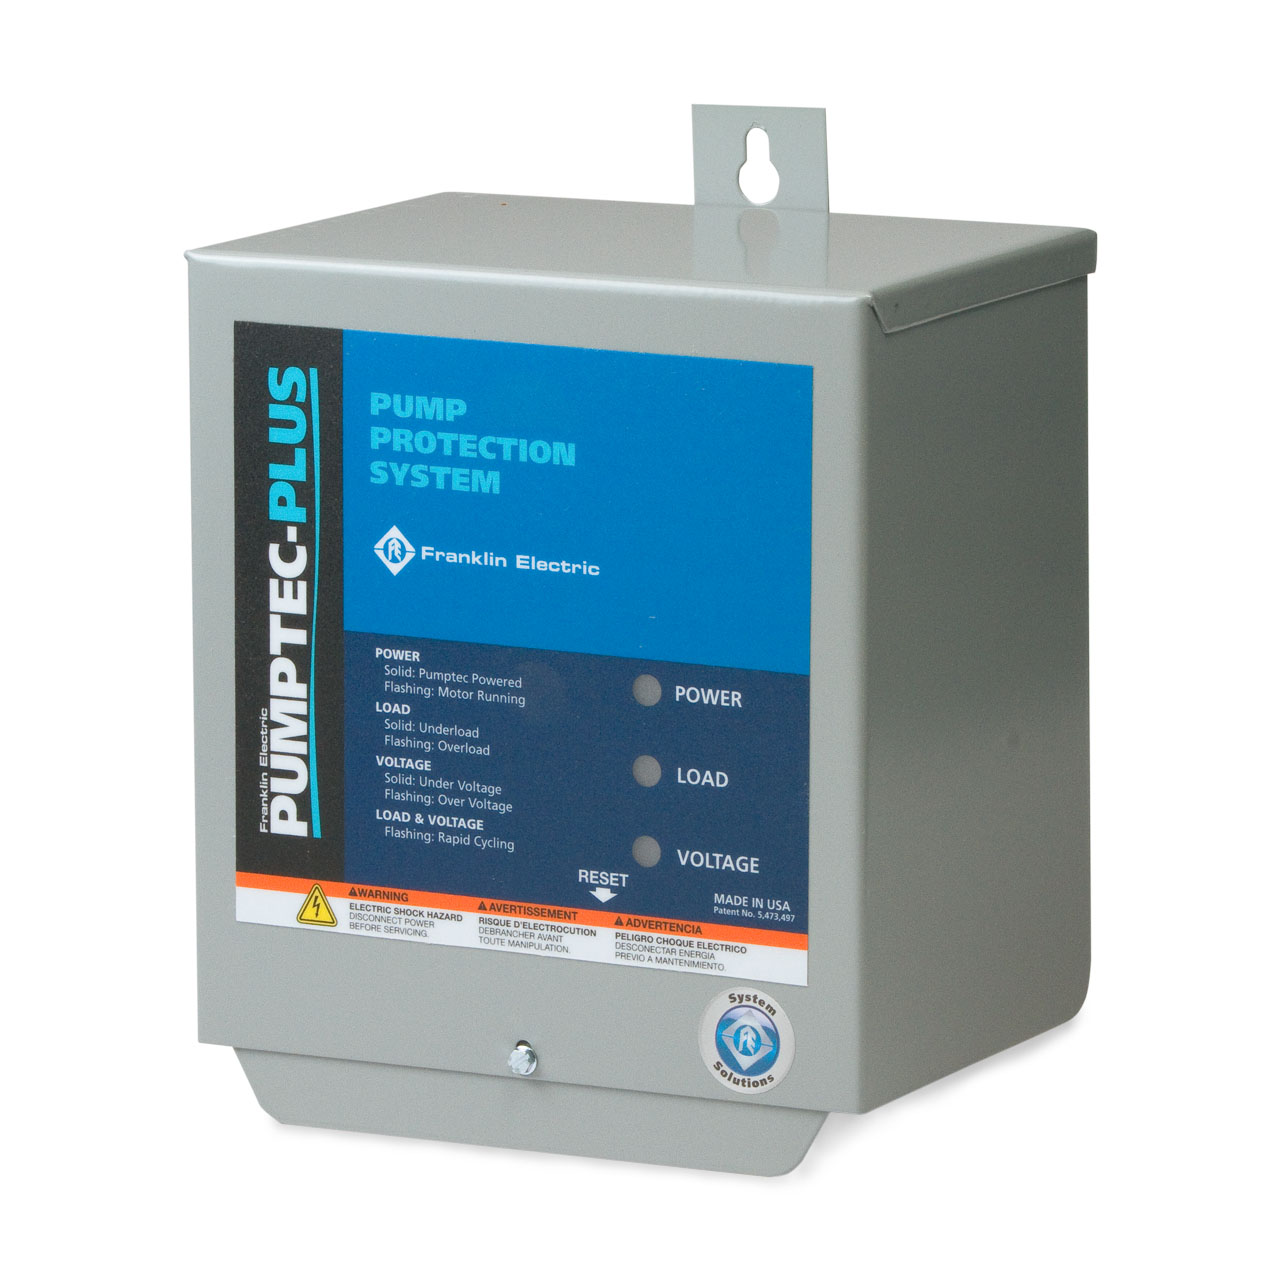 Franklin Electric
PUMPTEC-PLUS
PUMP
PROTECTION
SYSTEM
Franklin Electric
POWER
Solid: Pumptec Powered
Flashing: Motor Running
LOAD
Solid: Underload
Flashing: Overload
VOLTAGE
Solid: Under Voltage
Flashing: Over Voltage
LOAD & VOLTAGE
Flashing: Rapid Cycling
POWER
LOAD
VOLTAGE
RESET
MADE IN USA
Patent No. 5,473,497
WARNING
ELECTRIC SHOCK HAZARD
DISCONNECT POWER
BEFORE SERVICING.
AVERTISSEMENT
RISQUE D'ELECTROCUTION
DEBRANCHER AVANT
TOUTE MANIPULATION.
ADVERTENCIA
PELIGRO CHOQUE ELECTRICO
DESCONECTAR ENERGIA
PREVIO A MANTENIMIENTO.
System
Solutions